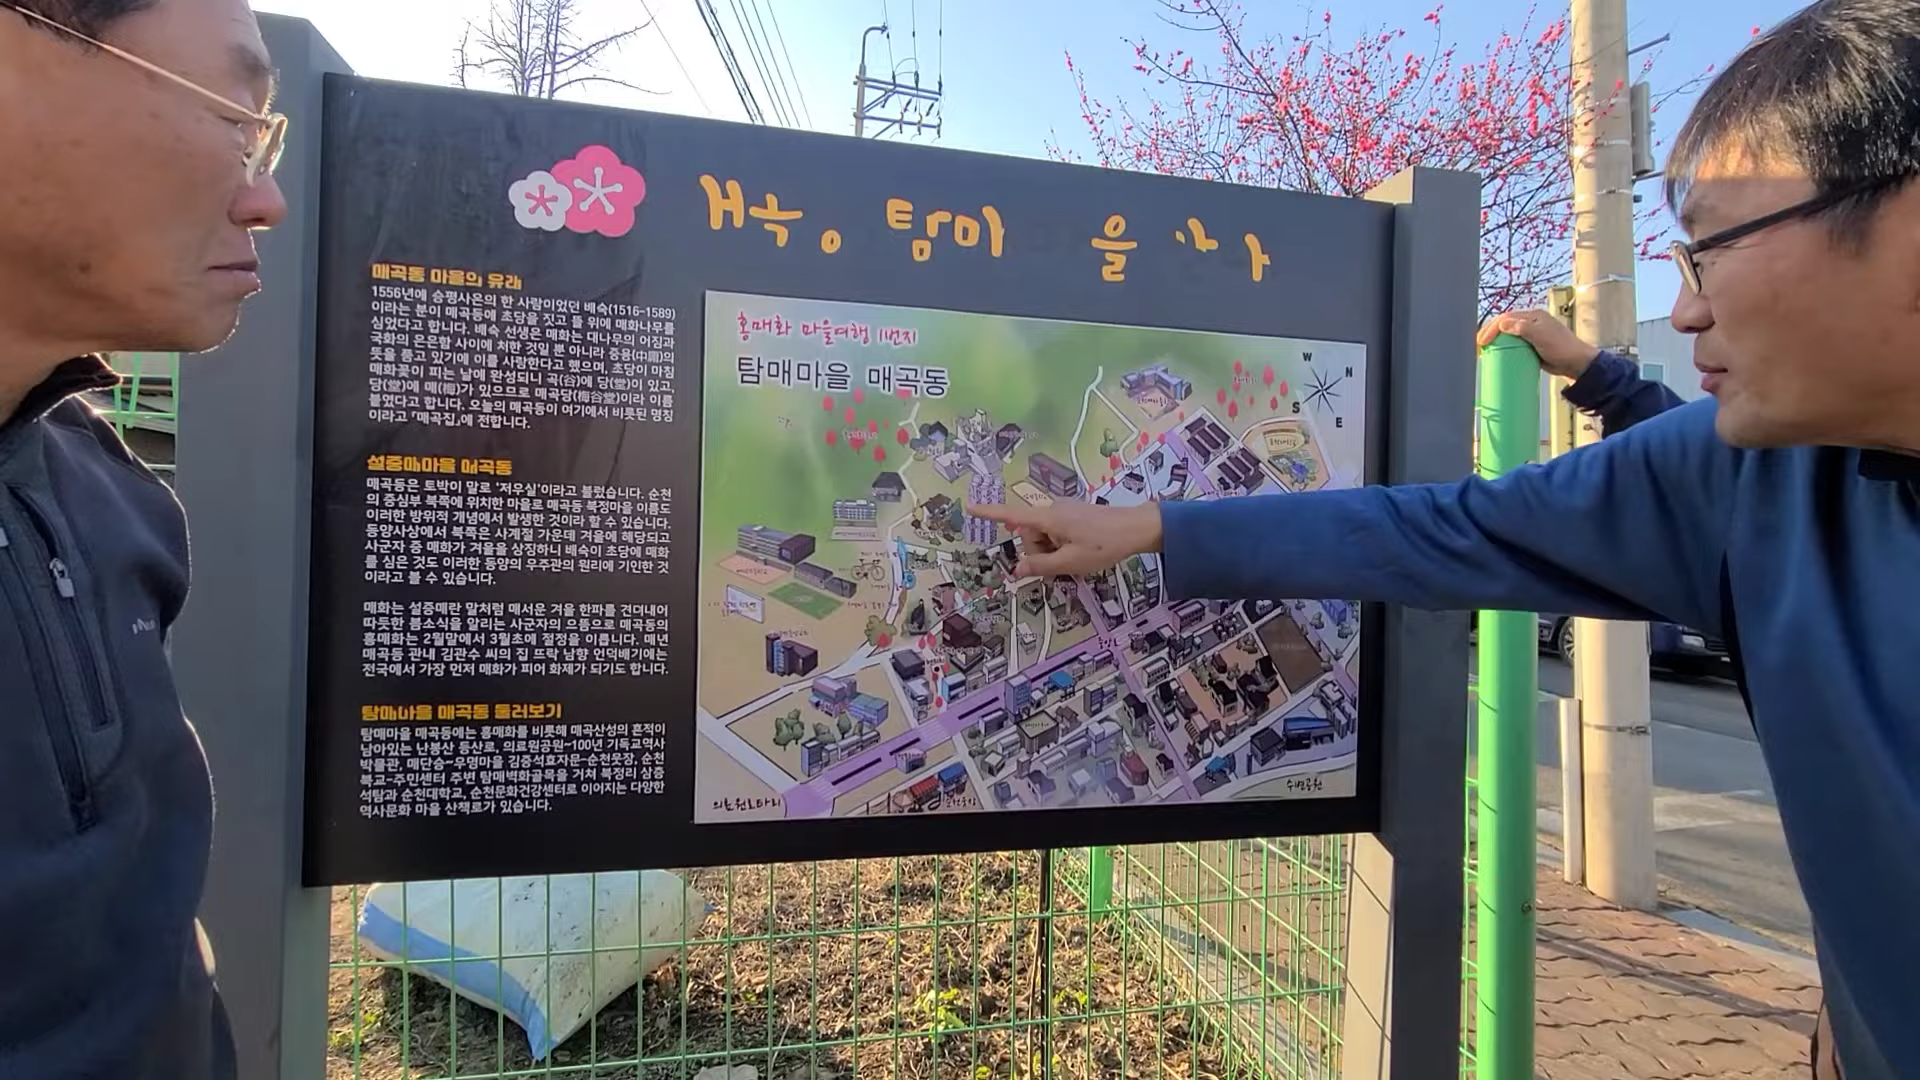 탐마
을
매곡동 마을의 유래
1556년에 승평사은의 한 사람이었던 배숙(1516-1589)
이라는 분이 매곡동에 초당을 짓고 뜰 위에 매화나무를
심었다고 합니다. 배숙 선생은 매화는 대나무의 어짐과
국화의 은은함 사이에 처한 것일 뿐 아니라 중용(中庸)의
뜻을 품고 있기에 이를 사랑한다고 했으며, 초당이 마침
매화꽃이 피는 날에 완성되니 곡(谷)에 당(堂)이 있고,
당(堂)에 매(梅)가 있으므로 매곡당(梅谷堂)이라 이름
붙였다고 합니다. 오늘의 매곡동이 여기에서 비롯된 명칭
이라고 「매곡집」에 전합니다.
설중매마을 매곡동
매곡동은 토박이 말로 '저우실'이라고 불렀습니다. 순천
의 중심부 북쪽에 위치한 마을로 매곡동 북정마을 이름도
이러한 방위적 개념에서 발생한 것이라 할 수 있습니다.
동양사상에서 북쪽은 사계절 가운데 겨울에 해당되고
사군자 중 매화가 겨울을 상징하니 배숙이 초당에 매화
를 심은 것도 이러한 동양의 우주관의 원리에 기인한 것
이라고 볼 수 있습니다.
매화는 설중매란 말처럼 매서운 겨울 한파를 견뎌내어
따뜻한 봄소식을 알리는 사군자의 으뜸으로 매곡동의
홍매화는 2월말에서 3월초에 절정을 이룹니다. 매년
매곡동 관내 김관수 씨의 집 뜨락 남향 언덕배기에는
전국에서 가장 먼저 매화가 피어 화제가 되기도 합니다.
탐매마을 매곡동 둘러보기
탐매마을 매곡동에는 홍매화를 비롯해 매곡산성의 흔적이
남아있는 난봉산 등산로, 의료원공원~100년 기독교역사
박물관, 매단승~우명마을 김중석효자문~순천웃장, 순천
북교~주민센터 주변 탐매벽화골목을 거쳐 북정리 삼층
석탑과 순천대학교, 순천문화건강센터로 이어지는 다양한
역사문화 마을 산책로가 있습니다.
홍매화 마을여행 1번지
탐매마을 매곡동
W
N
S
E
중앙로
의료원로타리
수변공원